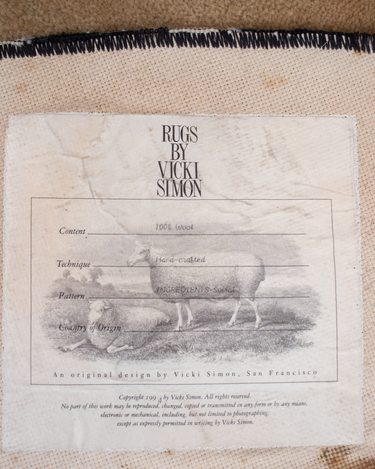 RUGS
BY
VICKI
SIMON
Content 100% Wool
Technique Hand-crafted
Pattern INGREDIENTS-
Country of Origin
An original design by Vicki Simon, San Francisco
Copyright by Vicki Simon. All rights reserved.
No part of this work may be reproduced, changed, copied or transmitted in any form or by any means,
electronic or mechanical, including, but not limited to photographing,
except as expressly permitted in writing by Vicki Simon.